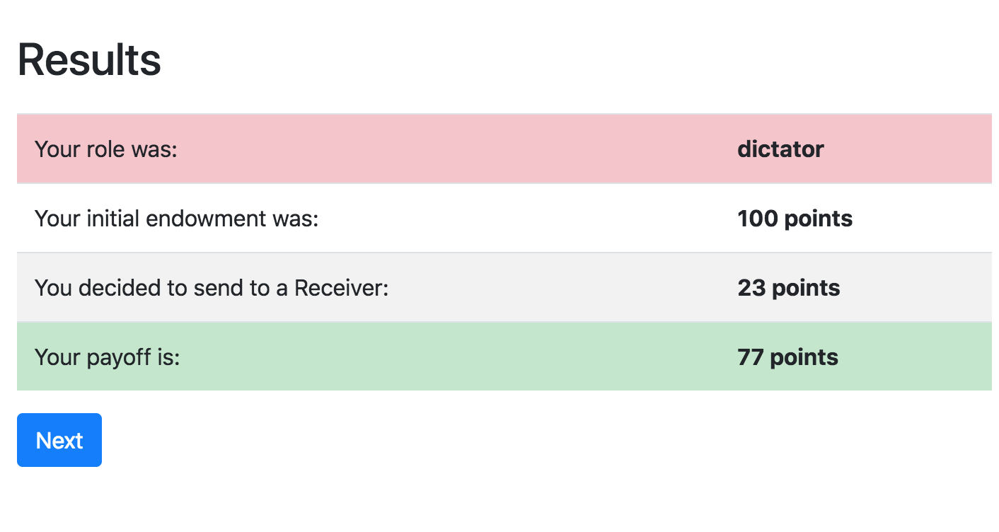 Results
Your role was: dictator
Your initial endowment was: 100 points
You decided to send to a Receiver: 23 points
Your payoff is: 77 points
Next